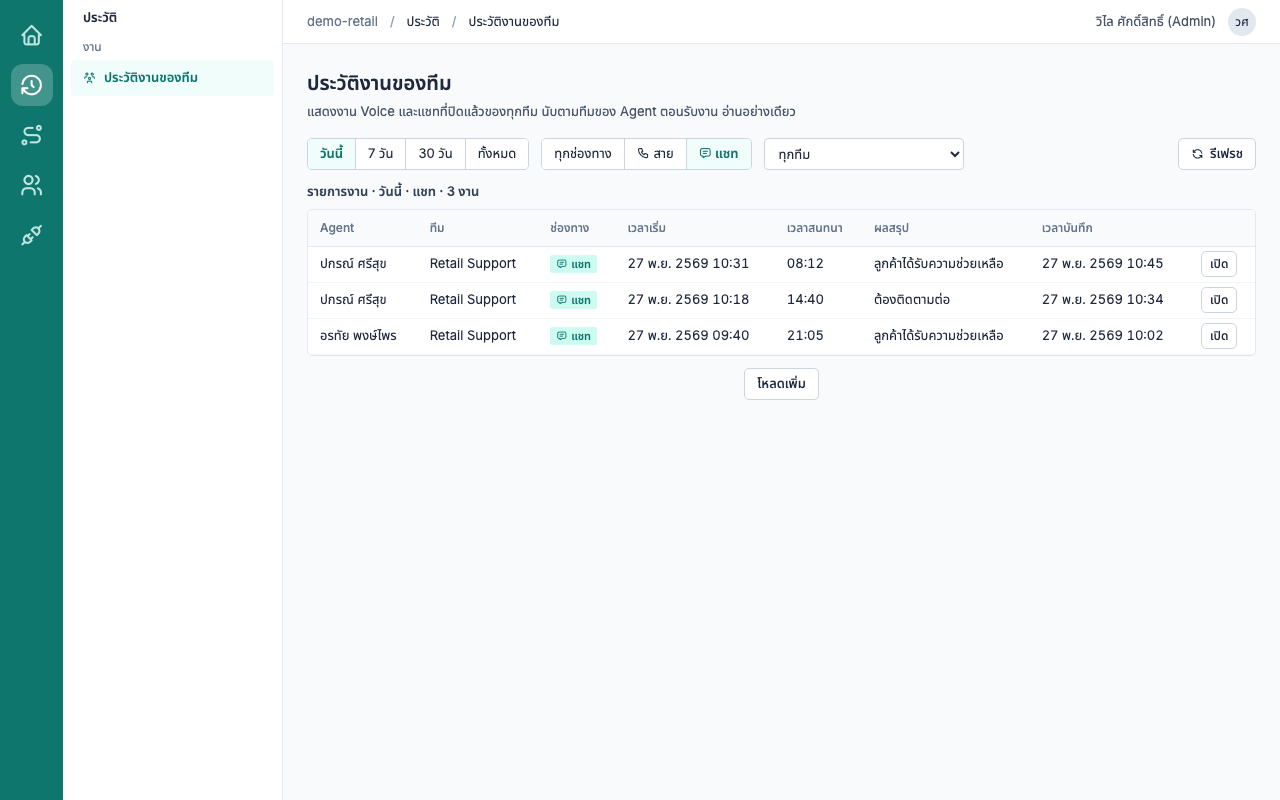 ประวัติ
งาน
ประวัติงานของทีม
demo-retail / ประวัติ / ประวัติงานของทีม
วิไล ศักดิ์สิทธิ์ (Admin) วศ
ประวัติงานของทีม
แสดงงาน Voice และแชทที่ปิดแล้วของทุกทีม นับตามทีมของ Agent ตอนรับงาน อ่านอย่างเดียว
วันนี้ 7 วัน 30 วัน ทั้งหมด ทุกช่องทาง สาย แชท ทุกทีม รีเฟรช
รายการงาน · วันนี้ · แชท · 3 งาน
Agent ทีม ช่องทาง เวลาเริ่ม เวลาสนทนา ผลสรุป เวลาบันทึก
ปกรณ์ ศรีสุข Retail Support แชท 27 พ.ย. 2569 10:31 08:12 ลูกค้าได้รับความช่วยเหลือ 27 พ.ย. 2569 10:45 เปิด
ปกรณ์ ศรีสุข Retail Support แชท 27 พ.ย. 2569 10:18 14:40 ต้องติดตามต่อ 27 พ.ย. 2569 10:34 เปิด
อรทัย พงษ์ไพร Retail Support แชท 27 พ.ย. 2569 09:40 21:05 ลูกค้าได้รับความช่วยเหลือ 27 พ.ย. 2569 10:02 เปิด
โหลดเพิ่ม